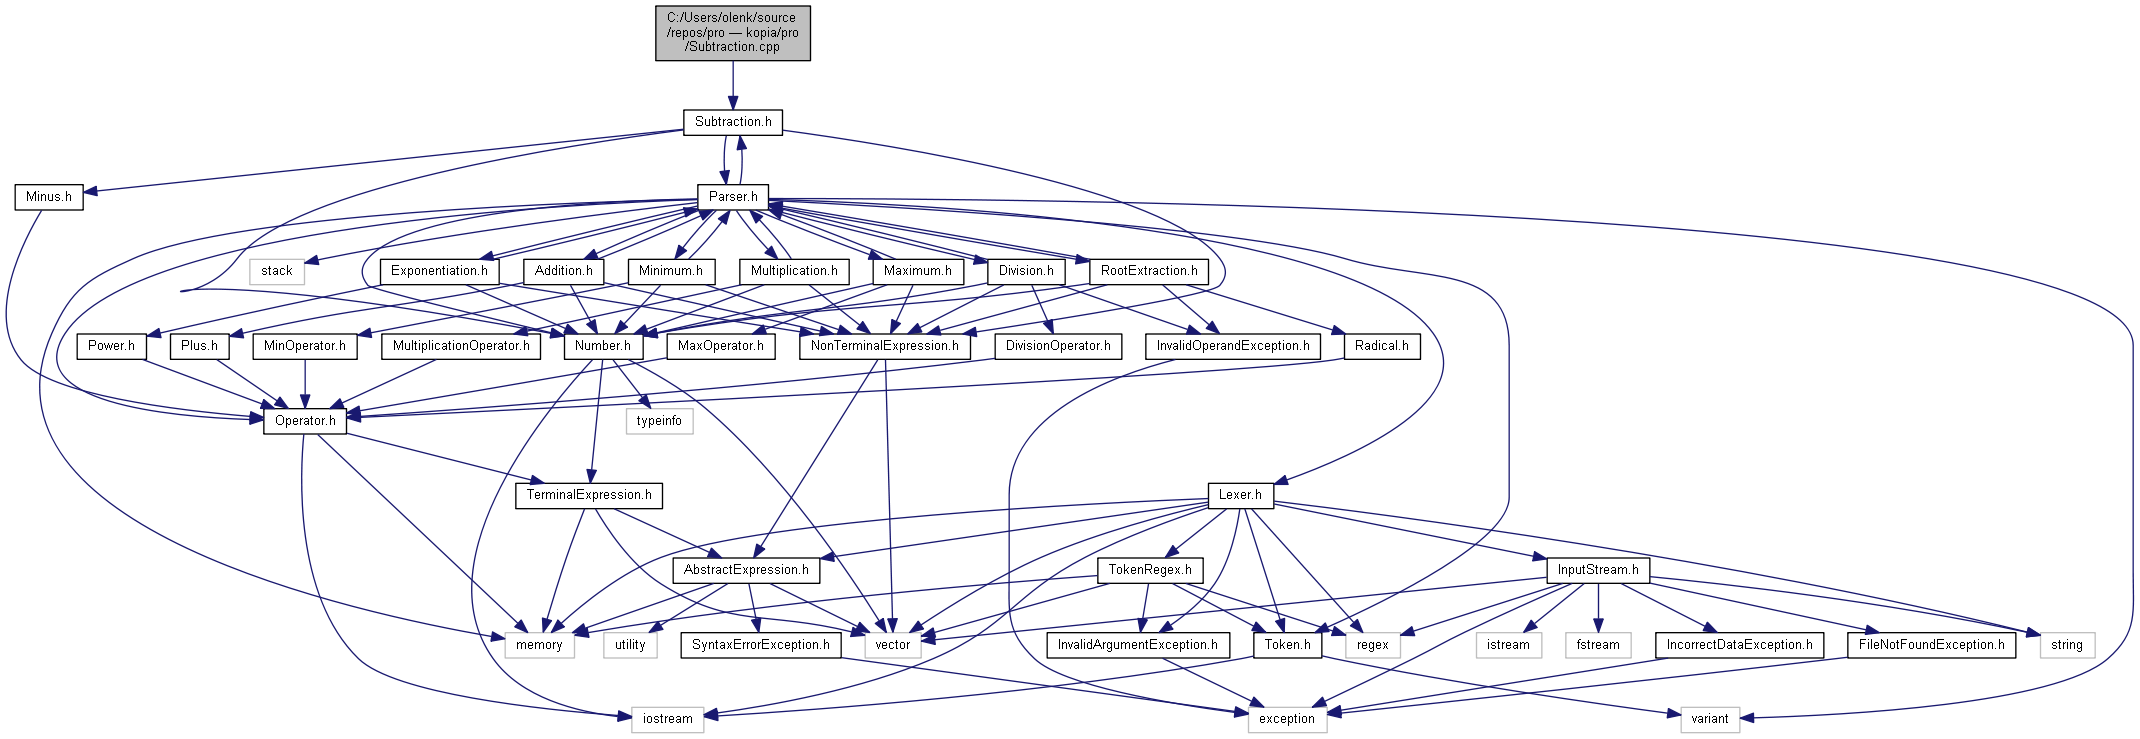 C:/Users/olenk/source
/repos/pro — kopia/pro
/Subtraction.cpp
Subtraction.h
Minus.h
Parser.h
stack
Exponentiation.h
Addition.h
Minimum.h
Multiplication.h
Maximum.h
Division.h
RootExtraction.h
Power.h
Plus.h
MinOperator.h
MultiplicationOperator.h
Number.h
MaxOperator.h
NonTerminalExpression.h
DivisionOperator.h
InvalidOperandException.h
Radical.h
Operator.h
typeinfo
TerminalExpression.h
Lexer.h
AbstractExpression.h
TokenRegex.h
InputStream.h
memory
utility
SyntaxErrorException.h
vector
InvalidArgumentException.h
Token.h
regex
istream
fstream
IncorrectDataException.h
FileNotFoundException.h
string
iostream
exception
variant